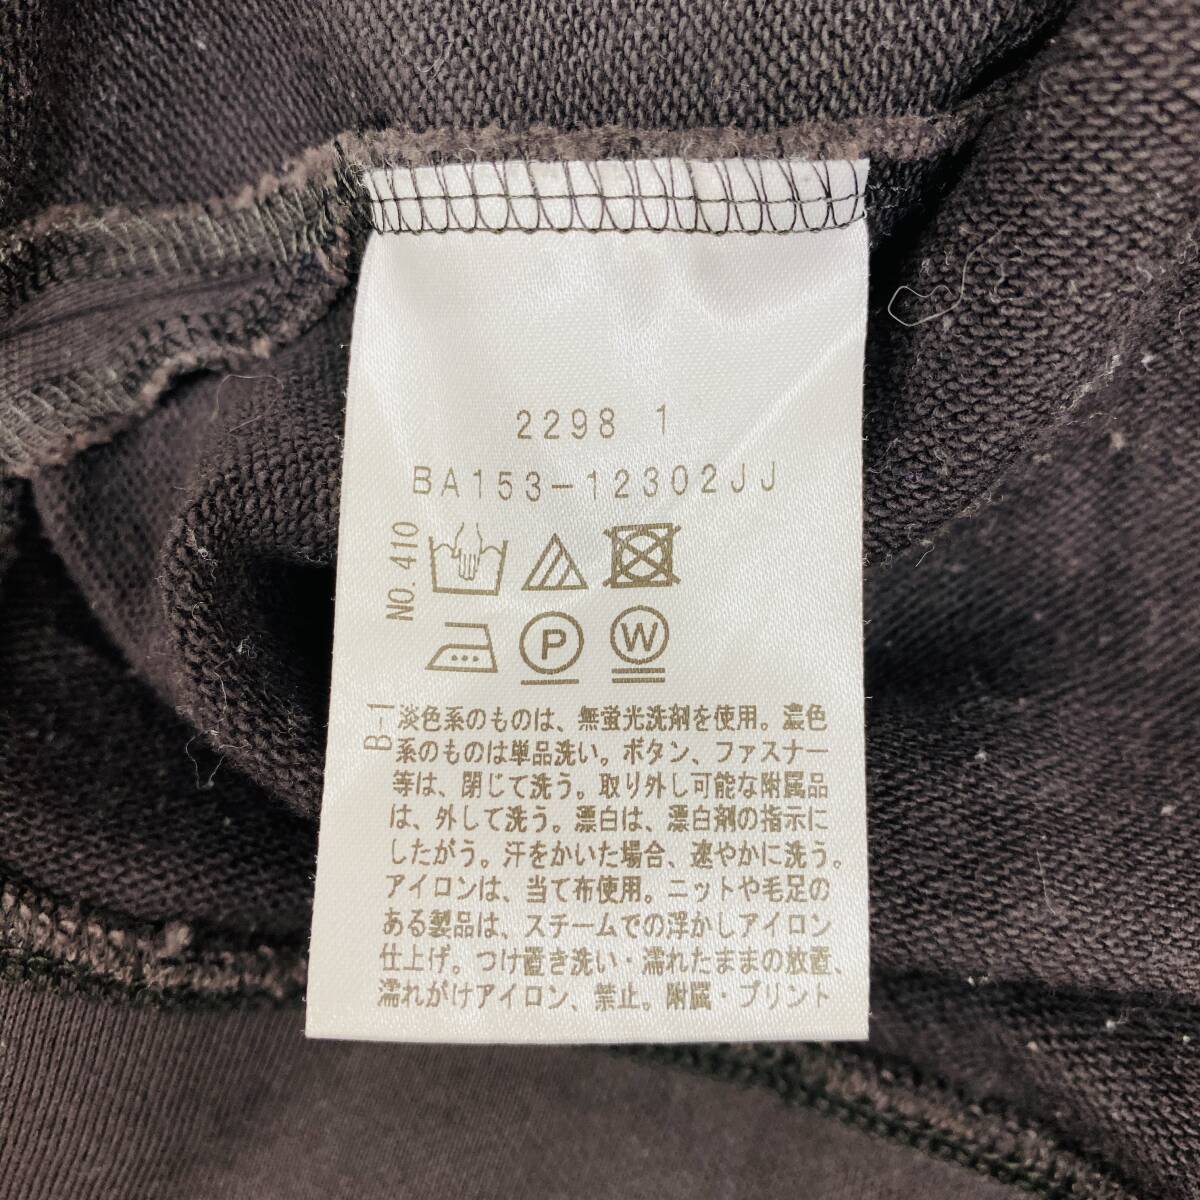 2298 1
BA153-12302JJ
NO. 410
P
W
B-1
淡色系のものは、無蛍光洗剤を使用。濃色
系のものは単品洗い。ボタン、ファスナー
等は、閉じて洗う。取り外し可能な附属品
は、外して洗う。漂白は、漂白剤の指示に
したがう。汗をかいた場合、速やかに洗う。
アイロンは、当て布使用。ニットや毛足の
ある製品は、スチームでの浮かしアイロン
仕上げ。つけ置き洗い・濡れたままの放置、
濡れがけアイロン、禁止。附属・プリント